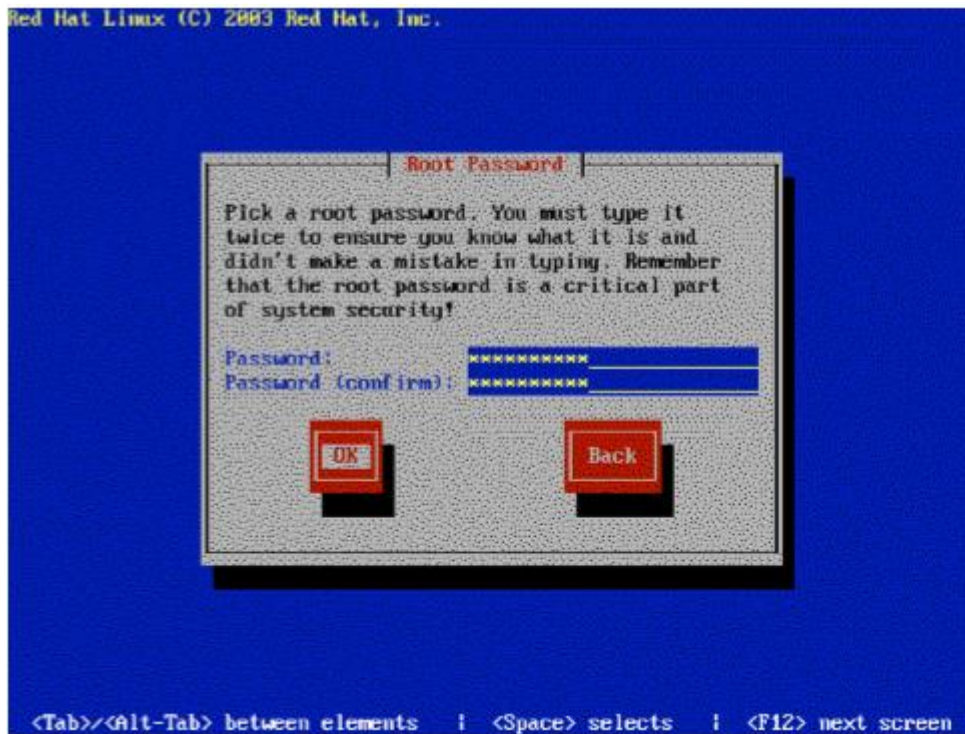 Red Hat Linux (C) 2003 Red Hat, Inc.
Root Password
Pick a root password. You must type it
twice to ensure you know what it is and
didn't make a mistake in typing. Remember
that the root password is a critical part
of system security!
Password: **********
Password (confirm): **********
OK Back
<Tab>/<Alt-Tab> between elements | <Space> selects | <F12> next screen